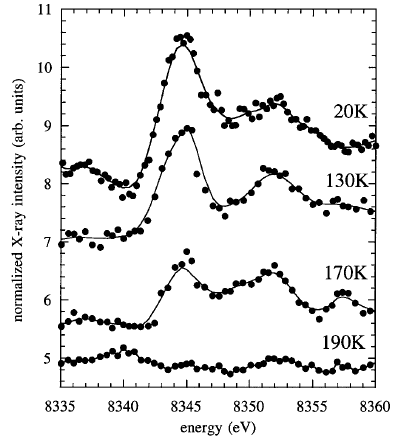 normalized X-ray intensity (arb. units)
11
10
9
8
7
6
5
20K
130K
170K
190K
8335 8340 8345 8350 8355 8360
energy (eV)